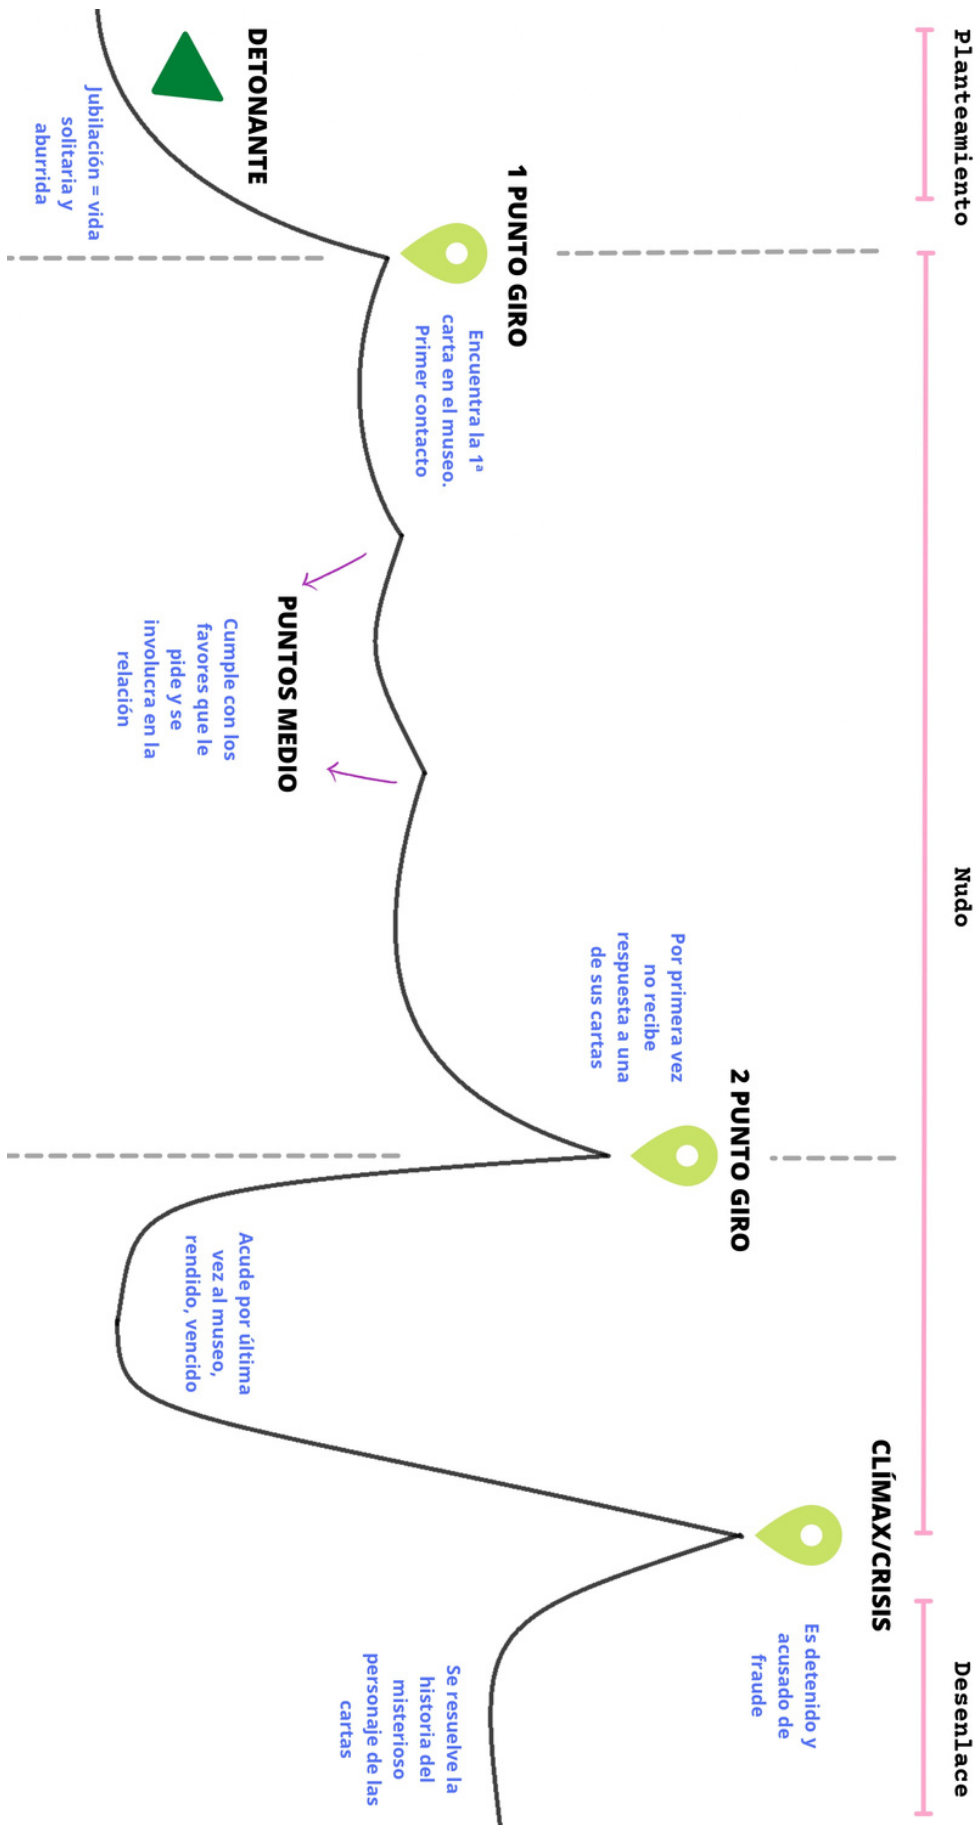 Planteamiento
Nudo
Desenlace
DETONANTE
Jubilación = vida
solitaria y
aburrida
1 PUNTO GIRO
Encuentra la 1ª
carta en el museo.
Primer contacto
PUNTOS MEDIO
Cumple con los
favores que le
pide y se
involucra en la
relación
2 PUNTO GIRO
Por primera vez
no recibe
respuesta a una
de sus cartas
Acude por última
vez al museo,
rendido, vencido
CLÍMAX/CRISIS
Es detenido y
acusado de
fraude
Se resuelve la
historia del
misterioso
personaje de las
cartas